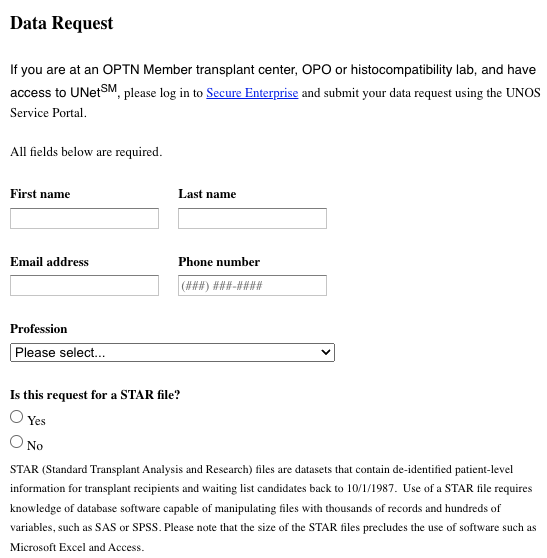 Data Request
If you are at an OPTN Member transplant center, OPO or histocompatibility lab, and have
access to UNetSM, please log in to Secure Enterprise and submit your data request using the UNOS
Service Portal.
All fields below are required.
First name Last name
Email address Phone number
(###) ###-####
Profession
Please select...
Is this request for a STAR file?
Yes
No
STAR (Standard Transplant Analysis and Research) files are datasets that contain de-identified patient-level
information for transplant recipients and waiting list candidates back to 10/1/1987. Use of a STAR file requires
knowledge of database software capable of manipulating files with thousands of records and hundreds of
variables, such as SAS or SPSS. Please note that the size of the STAR files precludes the use of software such as
Microsoft Excel and Access.